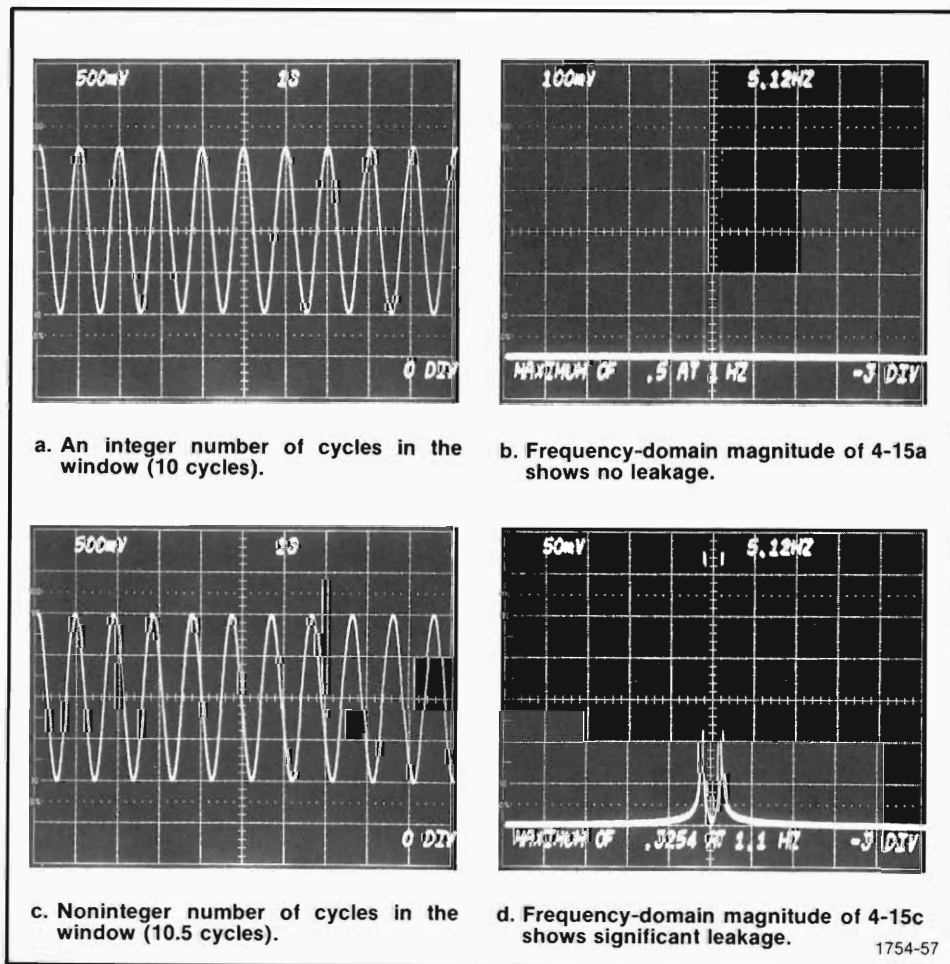 500mV 1S
0 DIV
a. An integer number of cycles in the
window (10 cycles).
100mV 5.12HZ
MAXIMUM OF .5 AT 1 HZ -3 DIV
b. Frequency-domain magnitude of 4-15a
shows no leakage.
500mV 1S
0 DIV
c. Noninteger number of cycles in the
window (10.5 cycles).
50mV 5.12HZ
MAXIMUM OF .3254 AT 1.1 HZ -3 DIV
d. Frequency-domain magnitude of 4-15c
shows significant leakage.
1754-57